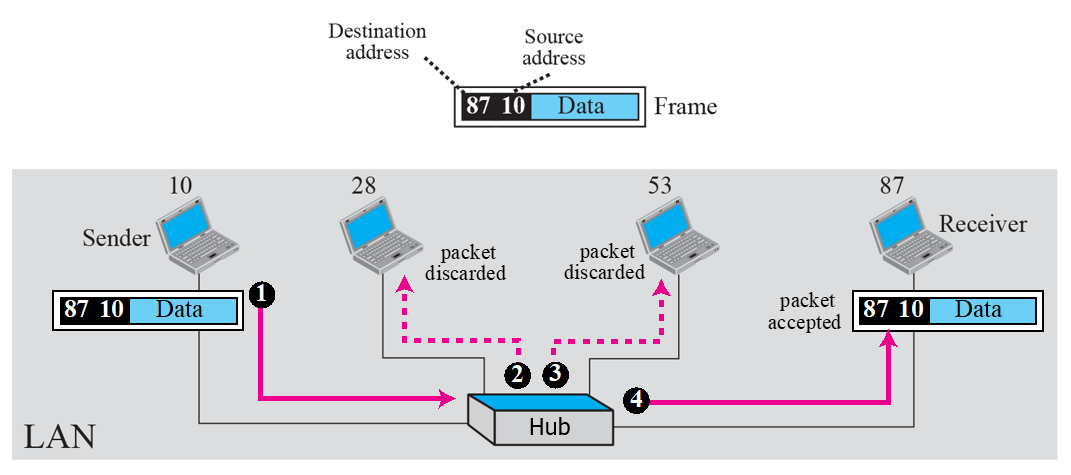 Destination
address
Source
address
87 10 Data
Frame
10
28
53
87
Sender
Receiver
packet
discarded
packet
discarded
87 10 Data
1
packet
accepted
87 10 Data
2
3
4
Hub
LAN